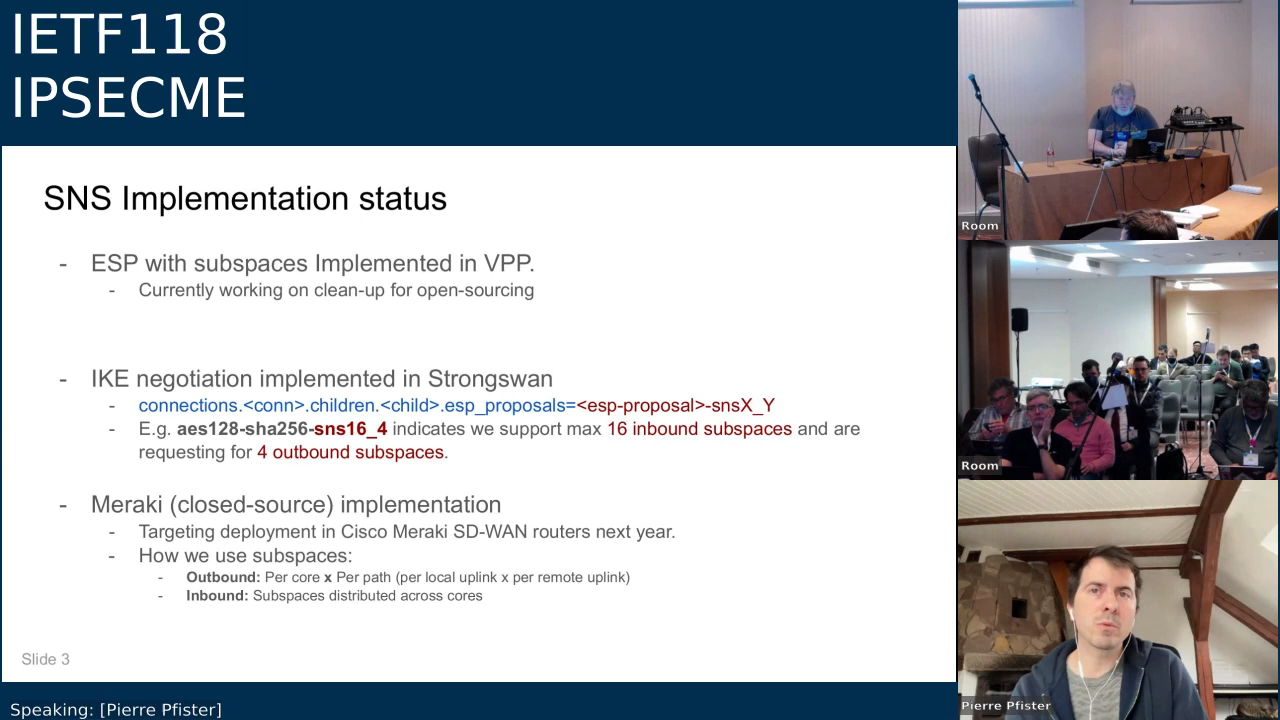 IETF118
IPSECME
SNS Implementation status
- ESP with subspaces Implemented in VPP.
- Currently working on clean-up for open-sourcing
- IKE negotiation implemented in Strongswan
- connections.<conn>.children.<child>.esp_proposals=<esp-proposal>-snsX_Y
- E.g. aes128-sha256-sns16_4 indicates we support max 16 inbound subspaces and are
requesting for 4 outbound subspaces.
- Meraki (closed-source) implementation
- Targeting deployment in Cisco Meraki SD-WAN routers next year.
- How we use subspaces:
- Outbound: Per core x Per path (per local uplink x per remote uplink)
- Inbound: Subspaces distributed across cores
Slide 3
Speaking: [Pierre Pfister]
Room
Room
Pierre Pfister